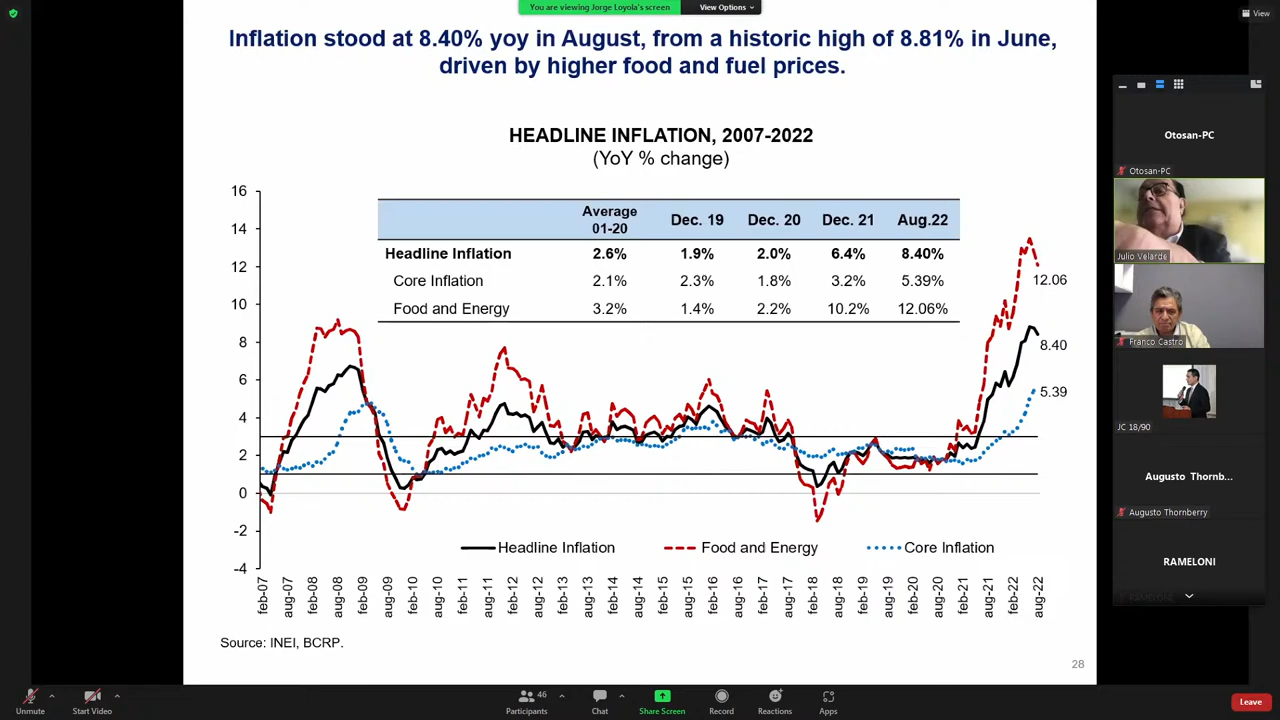 You are viewing Jorge Loyola's screen
View Options
View
Inflation stood at 8.40% yoy in August, from a historic high of 8.81% in June,
driven by higher food and fuel prices.
HEADLINE INFLATION, 2007-2022
(YoY % change)
16
14
12
10
8
6
4
2
0
-2
-4
Average 01-20 Dec. 19 Dec. 20 Dec. 21 Aug.22
Headline Inflation 2.6% 1.9% 2.0% 6.4% 8.40%
Core Inflation 2.1% 2.3% 1.8% 3.2% 5.39%
Food and Energy 3.2% 1.4% 2.2% 10.2% 12.06%
12.06
8.40
5.39
Headline Inflation Food and Energy Core Inflation
feb-07 aug-07 feb-08 aug-08 feb-09 aug-09 feb-10 aug-10 feb-11 aug-11 feb-12 aug-12 feb-13 aug-13 feb-14 aug-14 feb-15 aug-15 feb-16 aug-16 feb-17 aug-17 feb-18 aug-18 feb-19 aug-19 feb-20 aug-20 feb-21 aug-21 feb-22 aug-22
Source: INEI, BCRP.
28
Otosan-PC
Otosan-PC
Julio Velarde
Franco Castro
JC 18/90
Augusto Thornb...
Augusto Thornberry
RAMELONI
RAMELONI
Unmute
Start Video
46
Participants
Chat
Share Screen
Record
Reactions
Apps
Leave